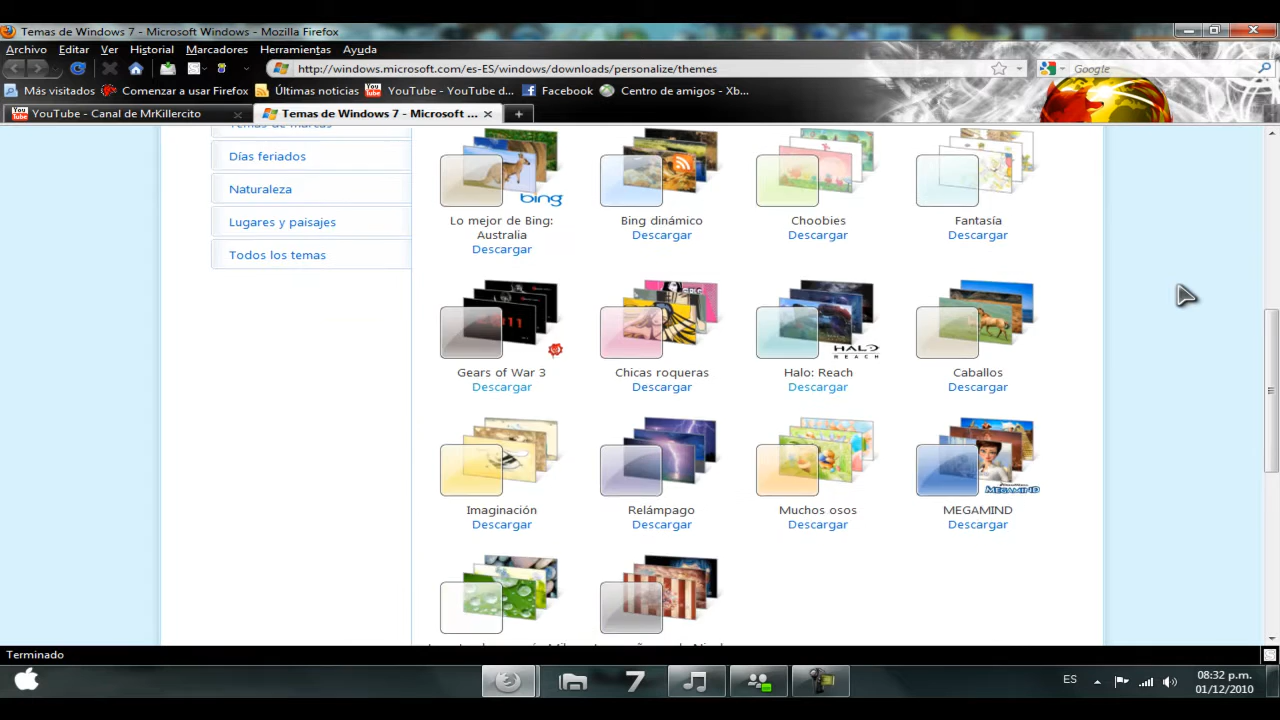 Temas de Windows 7 - Microsoft Windows - Mozilla Firefox
Archivo Editar Ver Historial Marcadores Herramientas Ayuda
http://windows.microsoft.com/es-ES/windows/downloads/personalize/themes
Google
Más visitados Comenzar a usar Firefox Últimas noticias YouTube - YouTube d... Facebook Centro de amigos - Xb...
YouTube - Canal de MrKillercito Temas de Windows 7 - Microsoft ...
Temas de marcas
Días feriados
Naturaleza
Lugares y paisajes
Todos los temas
bing
Lo mejor de Bing:
Australia
Descargar
Bing dinámico
Descargar
Choobies
Descargar
Fantasía
Descargar
Gears of War 3
Descargar
Chicas roqueras
Descargar
HALO
REACH
Halo: Reach
Descargar
Caballos
Descargar
Imaginación
Descargar
Relámpago
Descargar
Muchos osos
Descargar
MEGAMIND
MEGAMIND
Descargar
Terminado
7
ES
08:32 p.m.
01/12/2010